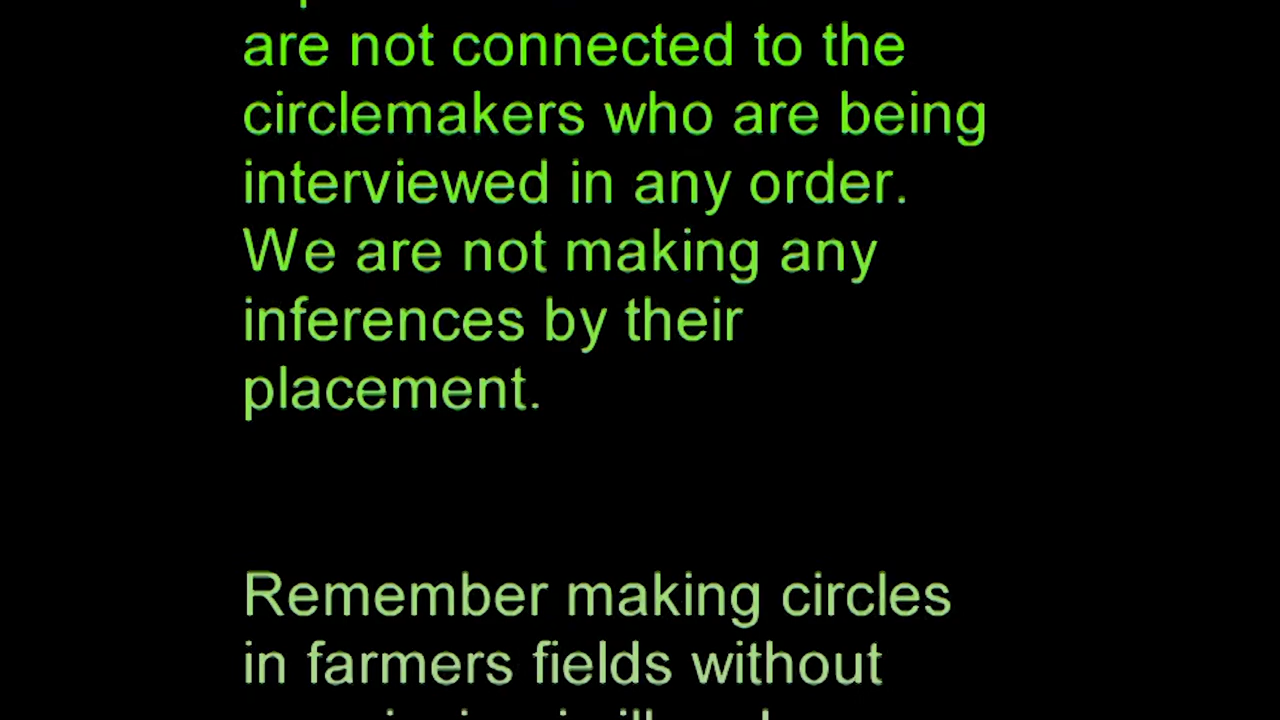 are not connected to the
circlemakers who are being
interviewed in any order.
We are not making any
inferences by their
placement.
Remember making circles
in farmers fields without